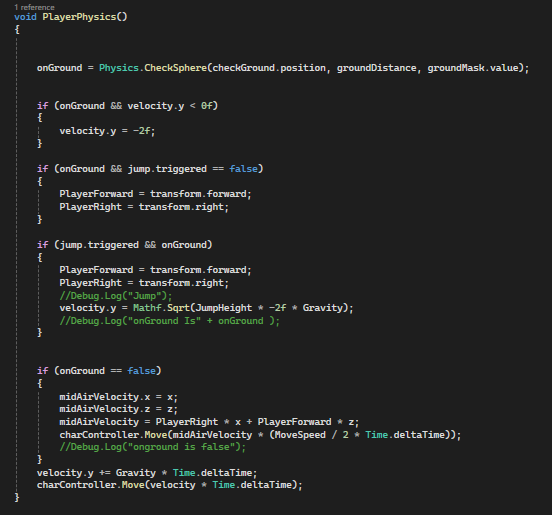 1 reference
void PlayerPhysics()
{
onGround = Physics.CheckSphere(checkGround.position, groundDistance, groundMask.value);
if (onGround && velocity.y < 0f)
{
velocity.y = -2f;
}
if (onGround && jump.triggered == false)
{
PlayerForward = transform.forward;
PlayerRight = transform.right;
}
if (jump.triggered && onGround)
{
PlayerForward = transform.forward;
PlayerRight = transform.right;
//Debug.Log("Jump");
velocity.y = Mathf.Sqrt(JumpHeight * -2f * Gravity);
//Debug.Log("onGround Is" + onGround );
}
if (onGround == false)
{
midAirVelocity.x = x;
midAirVelocity.z = z;
midAirVelocity = PlayerRight * x + PlayerForward * z;
charController.Move(midAirVelocity * (MoveSpeed / 2 * Time.deltaTime));
//Debug.Log("onground is false");
}
velocity.y += Gravity * Time.deltaTime;
charController.Move(velocity * Time.deltaTime);
}